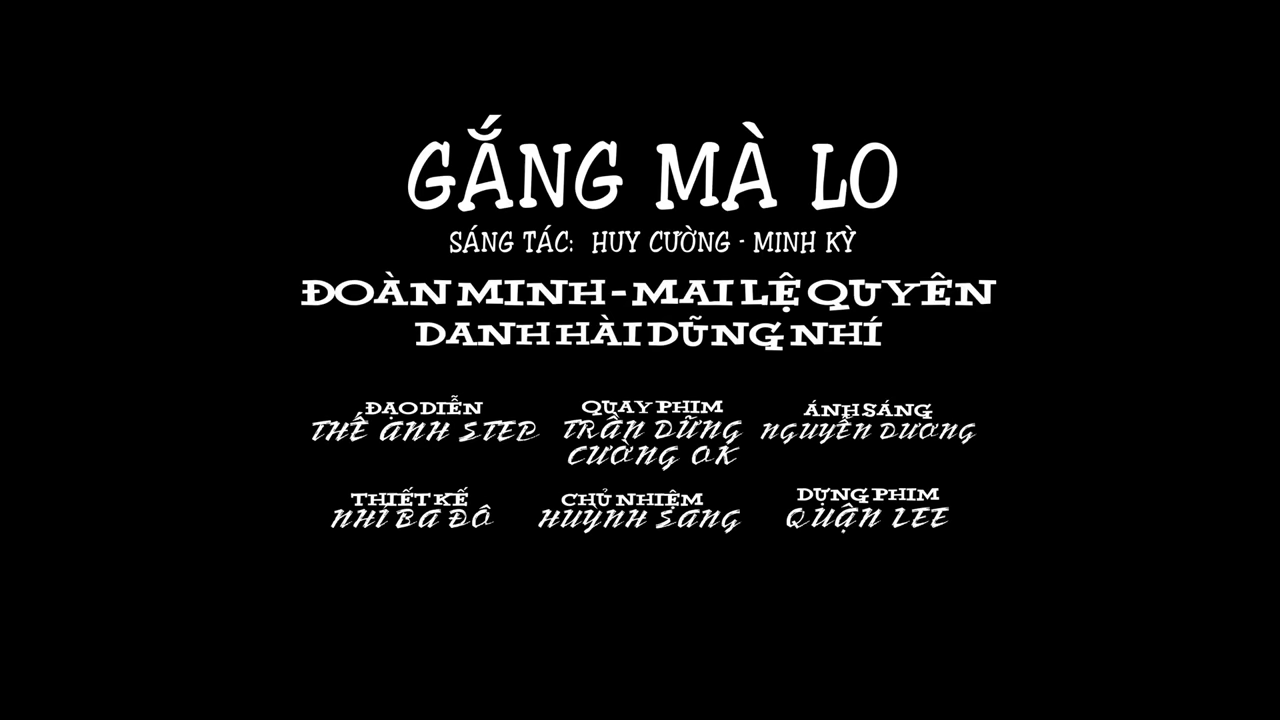 GẮNG MÀ LO
SÁNG TÁC: HUY CƯỜNG - MINH KỲ
ĐOÀN MINH - MAI LỆ QUYÊN
DANH HÀI DŨNG NHÍ
ĐẠO DIỄN
THẾ ANH STEP
QUAY PHIM
TRẦN DỮNG
CƯỜNG OK
ÁNH SÁNG
NGUYỄN DƯƠNG
THIẾT KẾ
NHÍ BA ĐÔ
CHỦ NHIỆM
HUỲNH SANG
DỰNG PHIM
QUẬN LEE